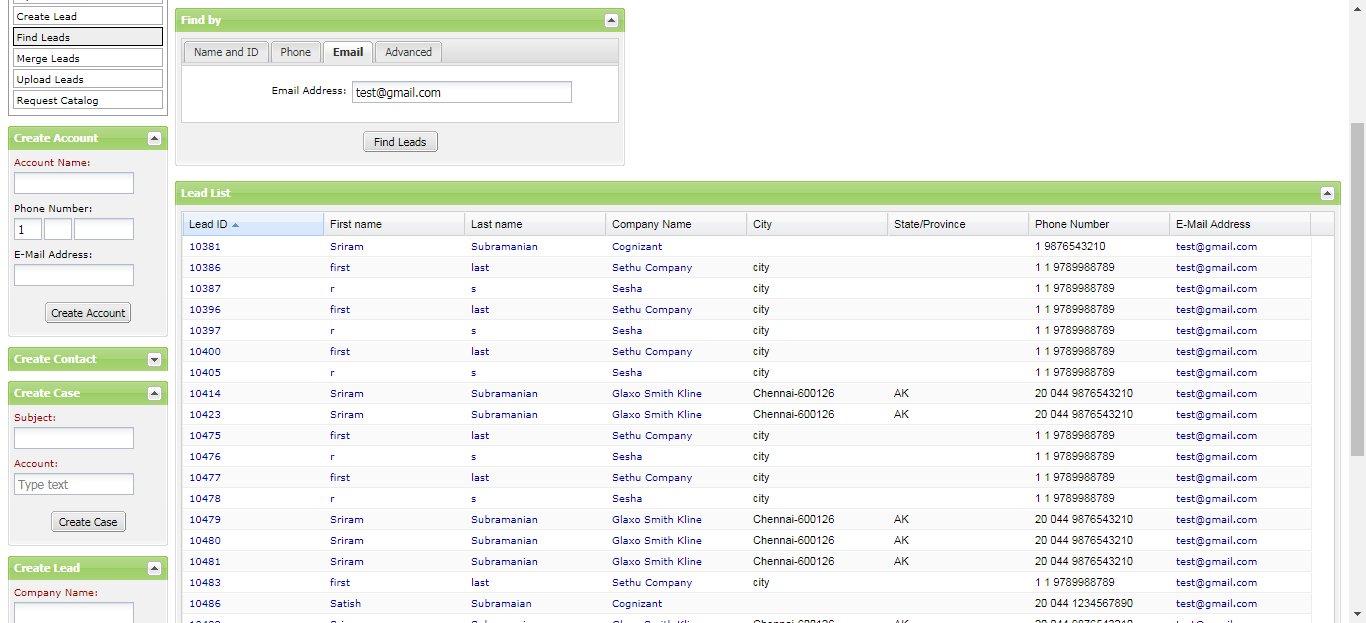 Create Lead
Find Leads
Merge Leads
Upload Leads
Request Catalog
Create Account
Account Name:
Phone Number:
1
E-Mail Address:
Create Account
Create Contact
Create Case
Subject:
Account:
Type text
Create Case
Create Lead
Company Name:
Find by
Name and ID Phone Email Advanced
Email Address: test@gmail.com
Find Leads
Lead List
Lead ID First name Last name Company Name City State/Province Phone Number E-Mail Address
10381 Sriram Subramanian Cognizant 1 9876543210 test@gmail.com
10386 first last Sethu Company city 1 1 9789988789 test@gmail.com
10387 r s Sesha city 1 1 9789988789 test@gmail.com
10396 first last Sethu Company city 1 1 9789988789 test@gmail.com
10397 r s Sesha city 1 1 9789988789 test@gmail.com
10400 first last Sethu Company city 1 1 9789988789 test@gmail.com
10405 r s Sesha city 1 1 9789988789 test@gmail.com
10414 Sriram Subramanian Glaxo Smith Kline Chennai-600126 AK 20 044 9876543210 test@gmail.com
10423 Sriram Subramanian Glaxo Smith Kline Chennai-600126 AK 20 044 9876543210 test@gmail.com
10475 first last Sethu Company city 1 1 9789988789 test@gmail.com
10476 r s Sesha city 1 1 9789988789 test@gmail.com
10477 first last Sethu Company city 1 1 9789988789 test@gmail.com
10478 r s Sesha city 1 1 9789988789 test@gmail.com
10479 Sriram Subramanian Glaxo Smith Kline Chennai-600126 AK 20 044 9876543210 test@gmail.com
10480 Sriram Subramanian Glaxo Smith Kline Chennai-600126 AK 20 044 9876543210 test@gmail.com
10481 Sriram Subramanian Glaxo Smith Kline Chennai-600126 AK 20 044 9876543210 test@gmail.com
10483 first last Sethu Company city 1 1 9789988789 test@gmail.com
10486 Satish Subramaian Cognizant 20 044 1234567890 test@gmail.com